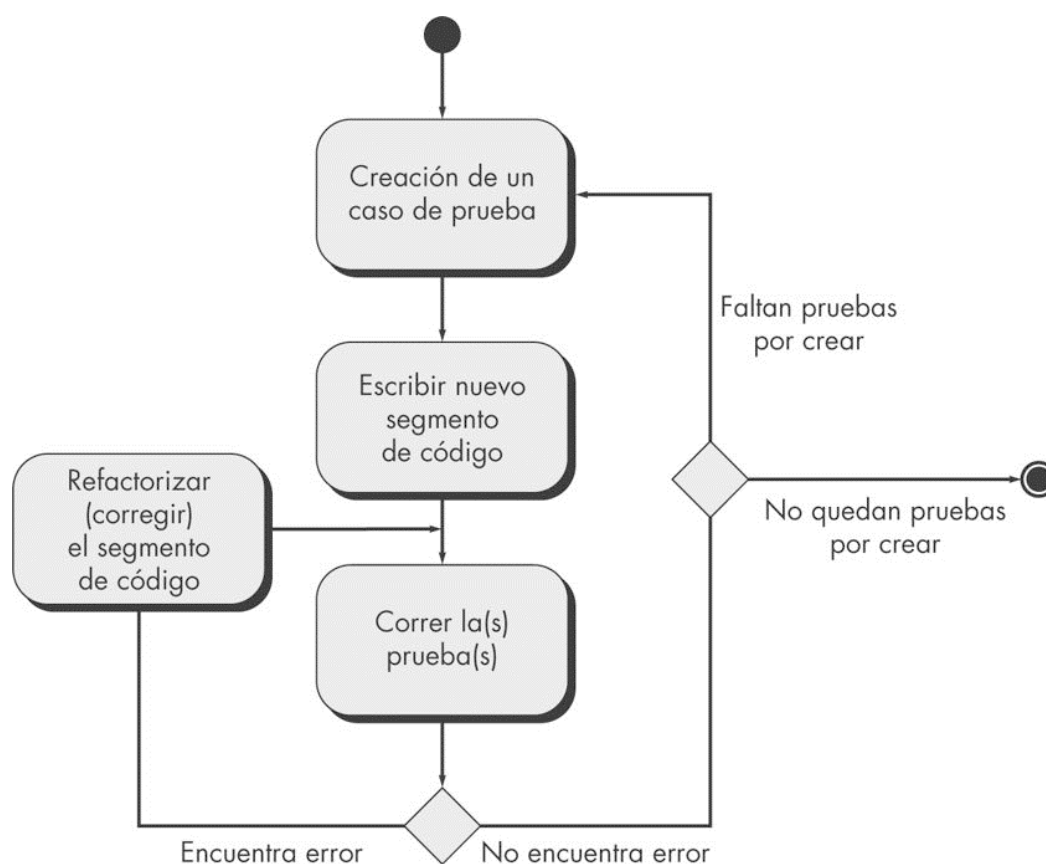 Creación de un
caso de prueba
Faltan pruebas
por crear
Escribir nuevo
segmento
de código
Refactorizar
(corregir)
el segmento
de código
No quedan pruebas
por crear
Correr la(s)
prueba(s)
Encuentra error
No encuentra error